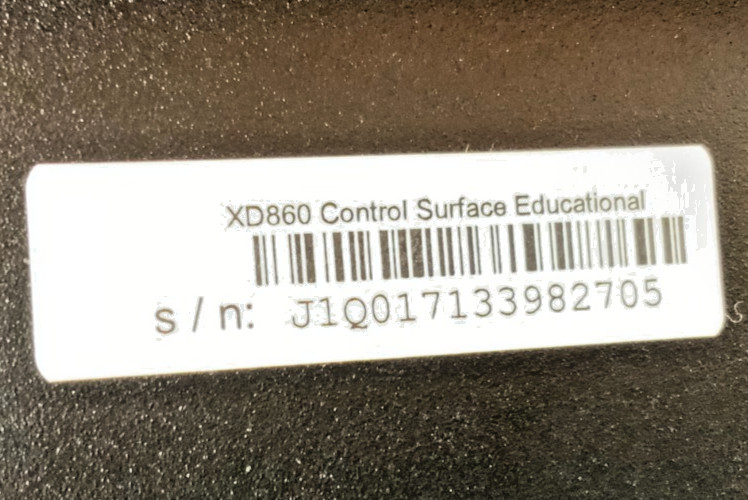 XD860 Control Surface Educational
s / n: J1Q017133982705